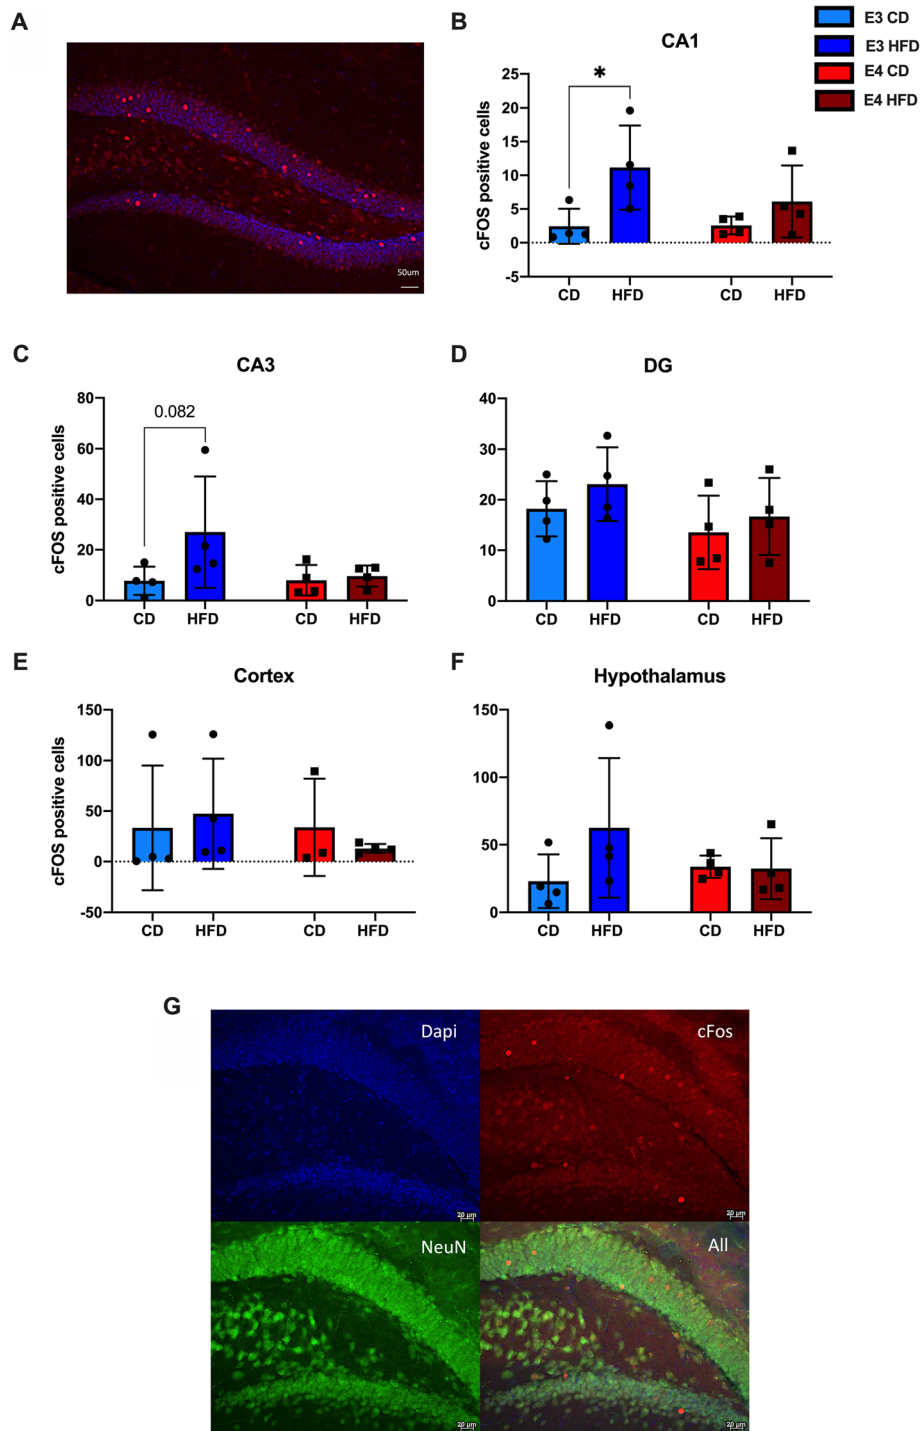 A
50um
B
CA1
E3 CD
E3 HFD
E4 CD
E4 HFD
cFOS positive cells
25
20
15
10
5
0
-5
*
CD
HFD
CD
HFD
C
CA3
cFOS positive cells
80
60
40
20
0
0.082
CD
HFD
CD
HFD
D
DG
40
30
20
10
0
CD
HFD
CD
HFD
E
Cortex
cFOS positive cells
150
100
50
0
-50
CD
HFD
CD
HFD
F
Hypothalamus
150
100
50
0
CD
HFD
CD
HFD
G
Dapi
20 µm
cFos
20 µm
NeuN
20 µm
All
20 µm